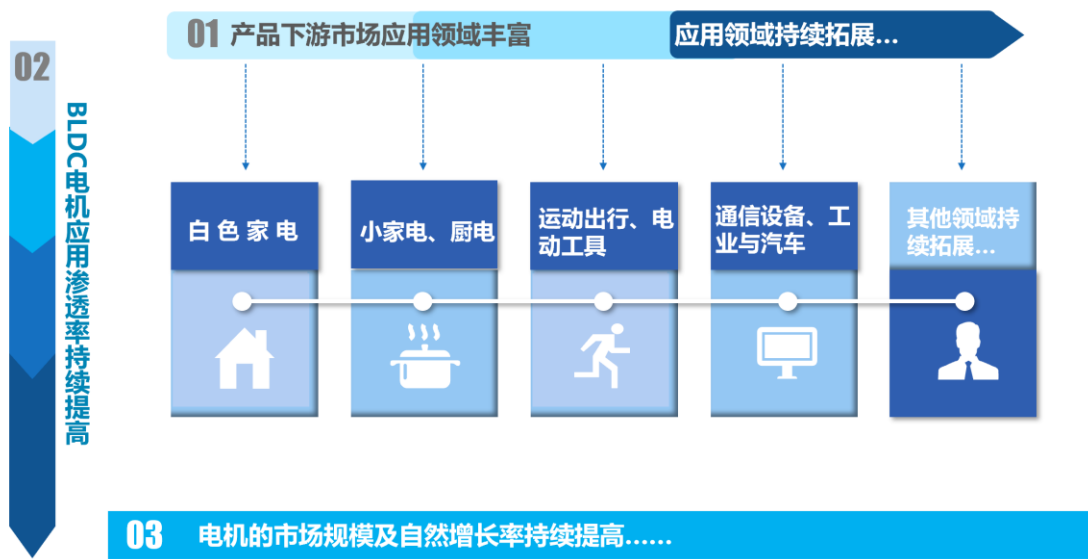 01 产品下游市场应用领域丰富
应用领域持续拓展...
02
BLDC电机应用渗透率持续提高
白色家电
小家电、厨电
运动出行、电
动工具
通信设备、工
业与汽车
其他领域持
续拓展...
03 电机的市场规模及自然增长率持续提高……